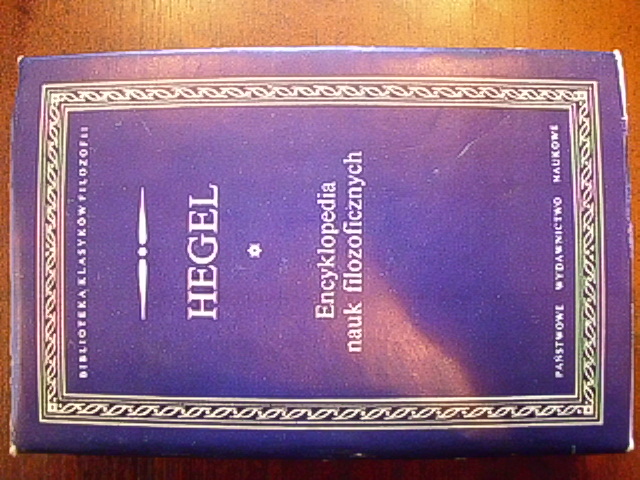 BIBLIOTEKA KLASYKÓW FILOZOFII
HEGEL
Encyklopedia
nauk filozoficznych
PAŃSTWOWE WYDAWNICTWO NAUKOWE